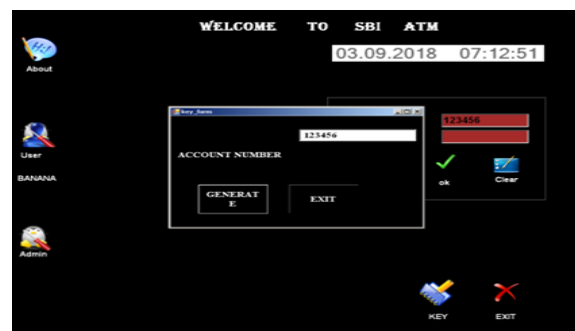 WELCOME TO SBI ATM
03.09.2018 07:12:51
About
key_form
123456
123456
ACCOUNT NUMBER
User
ok
Clear
BANANA
GENERAT
E
EXIT
Admin
KEY
EXIT